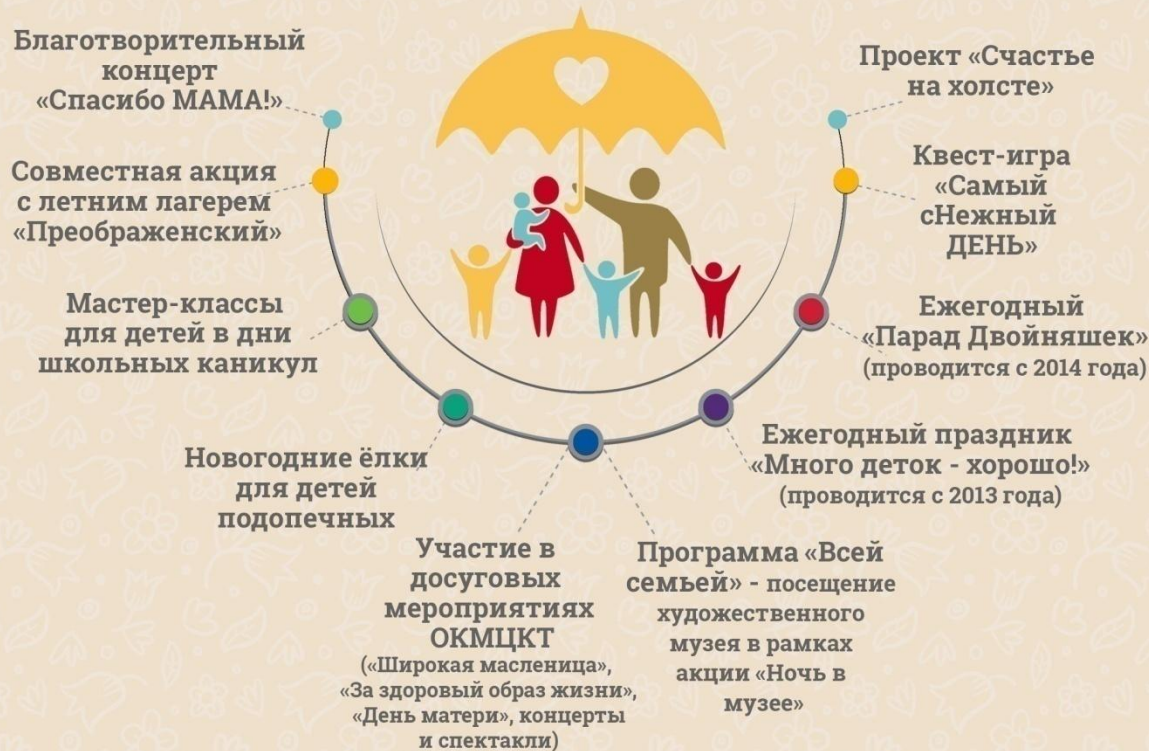 Благотворительный
концерт
«Спасибо МАМА!»
Совместная акция
с летним лагерем
«Преображенский»
Мастер-классы
для детей в дни
школьных каникул
Новогодние ёлки
для детей
подопечных
Участие в
досуговых
мероприятиях
ОКМЦКТ
(«Широкая масленица»,
«За здоровый образ жизни»,
«День матери», концерты
и спектакли)
Программа «Всей
семьей» - посещение
художественного
музея в рамках
акции «Ночь в
музее»
Ежегодный праздник
«Много деток - хорошо!»
(проводится с 2013 года)
Ежегодный
«Парад Двойняшек»
(проводится с 2014 года)
Квест-игра
«Самый
сНежный
ДЕНЬ»
Проект «Счастье
на холсте»